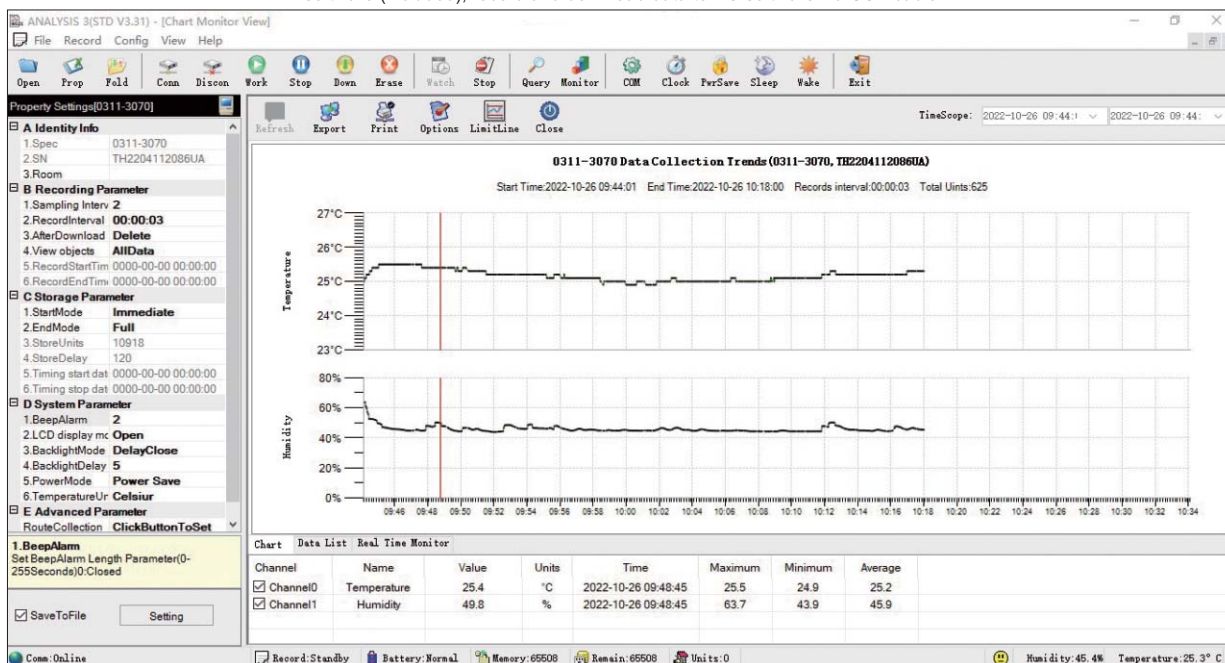 ANALYSIS 3(STD V3.31) - [Chart Monitor View]
File Record Config View Help
Open Prop Fold Conn Discon Work Stop Down Erase Watch Stop Query Monitor COM Clock PwrSave Sleep Wake Exit
Property Settings[0311-3070]
A Identity Info
1.Spec 0311-3070
2.SN TH2204112086UA
3.Room
B Recording Parameter
1.Sampling Interv 2
2.RecordInterval 00:00:03
3.AfterDownload Delete
4.View objects AllData
5.RecordStartTim 0000-00-00 00:00:00
6.RecordEndTim 0000-00-00 00:00:00
C Storage Parameter
1.StartMode Immediate
2.EndMode Full
3.StoreUnits 10918
4.StoreDelay 120
5.Timing start dat 0000-00-00 00:00:00
6.Timing stop dat 0000-00-00 00:00:00
D System Parameter
1.BeepAlarm 2
2.LCD display mc Open
3.BacklightMode DelayClose
4.BacklightDelay 5
5.PowerMode Power Save
6.TemperatureUr Celsiur
E Advanced Parameter
RouteCollection ClickButtonToSet
1.BeepAlarm
Set BeepAlarm Length Parameter(0-
255Seconds)0:Closed
SaveToFile Setting
Refresh Export Print Options LimitLine Close
TimeScope: 2022-10-26 09:44: 2022-10-26 09:44:
0311-3070 Data Collection Trends(0311-3070, TH2204112086UA)
Start Time:2022-10-26 09:44:01 End Time:2022-10-26 10:18:00 Records interval:00:00:03 Total Uints:625
Temperature
27°C
26°C
25°C
24°C
23°C
Humidity
80%
60%
40%
20%
0%
09:46 09:48 09:50 09:52 09:54 09:56 09:58 10:00 10:02 10:04 10:06 10:08 10:10 10:12 10:14 10:16 10:18 10:20 10:22 10:24 10:26 10:28 10:30 10:32 10:34
Chart Data List Real Time Monitor
Channel Name Value Units Time Maximum Minimum Average
Channel0 Temperature 25.4 °C 2022-10-26 09:48:45 25.5 24.9 25.2
Channel1 Humidity 49.8 % 2022-10-26 09:48:45 63.7 43.9 45.9
Comm:Online Record:Standby Battery:Normal Memory:65508 Remain:65508 Units:0 Humidity:45.4% Temperature:25.3° C